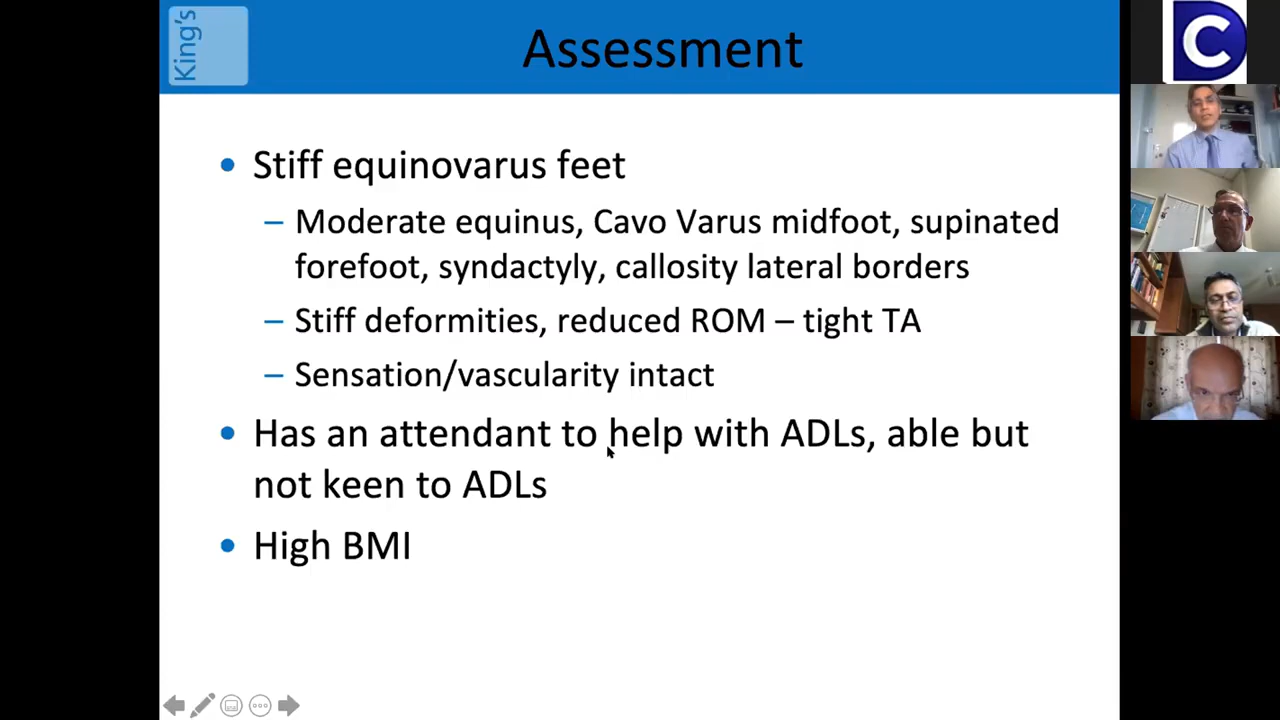 King's
Assessment
• Stiff equinovarus feet
– Moderate equinus, Cavo Varus midfoot, supinated
forefoot, syndactyly, callosity lateral borders
– Stiff deformities, reduced ROM – tight TA
– Sensation/vascularity intact
• Has an attendant to help with ADLs, able but
not keen to ADLs
• High BMI
C